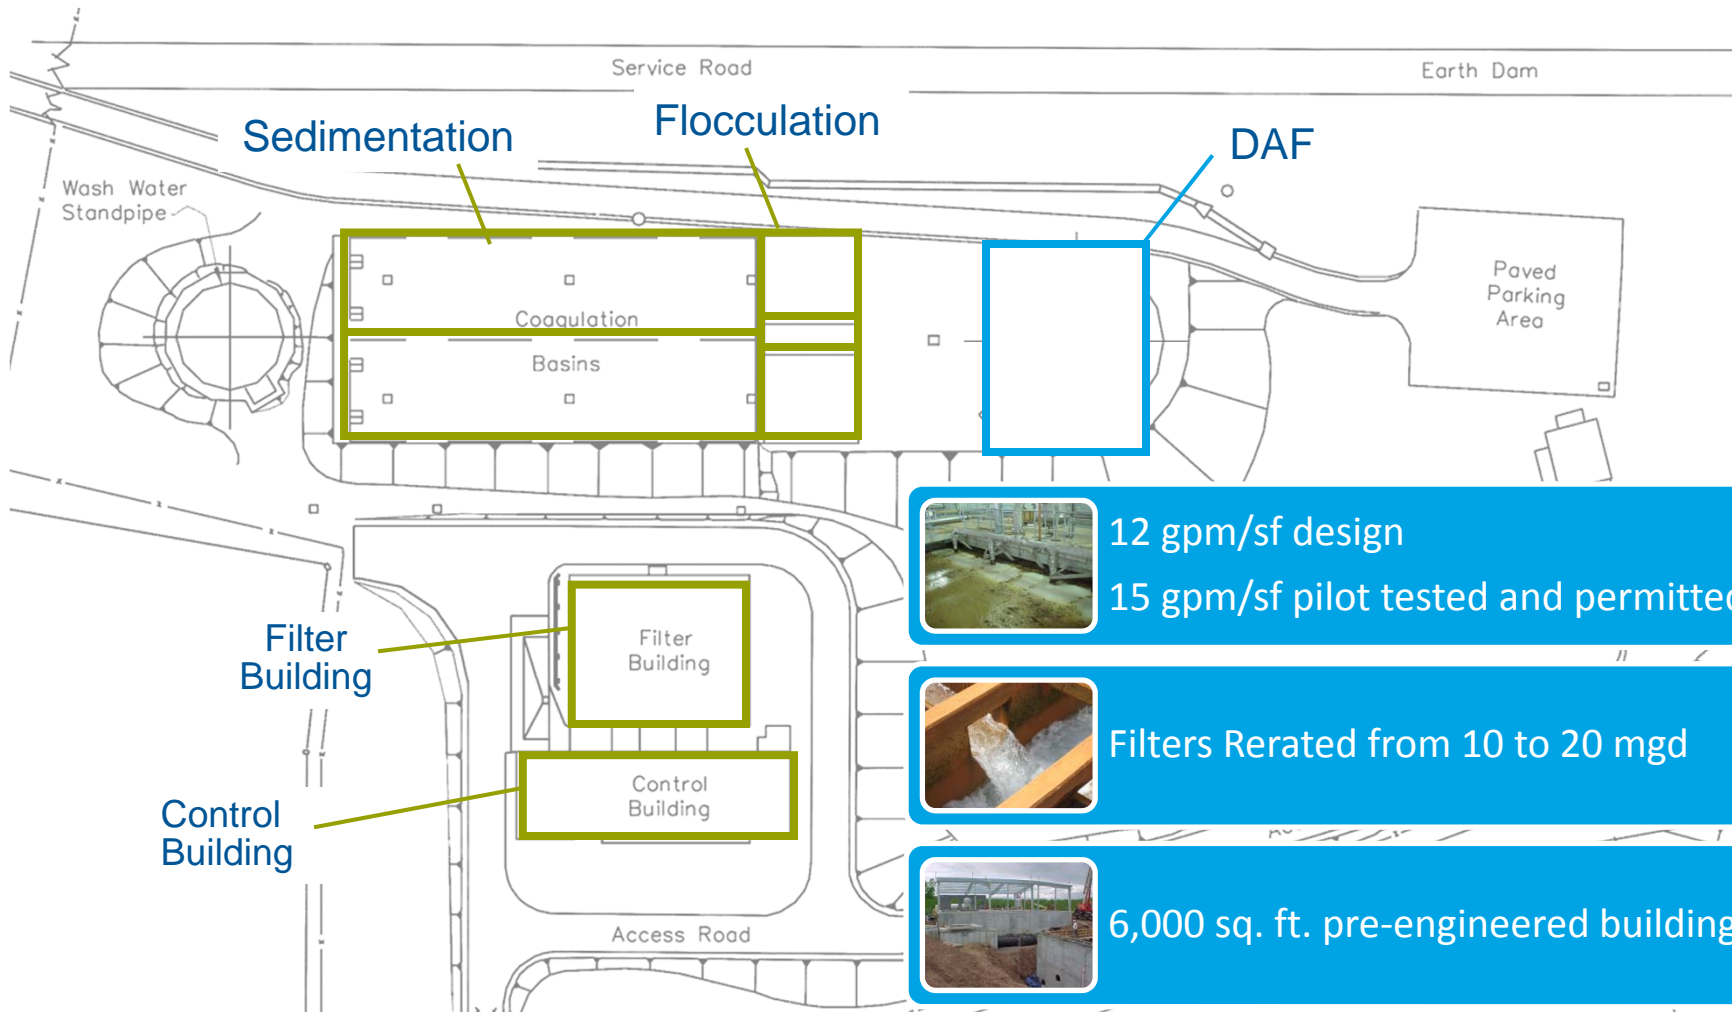 Service Road
Earth Dam
Sedimentation
Flocculation
DAF
Wash Water
Standpipe
Coagulation
Basins
Paved
Parking
Area
12 gpm/sf design
15 gpm/sf pilot tested and permitted
Filter
Building
Filter
Building
Filters Rerated from 10 to 20 mgd
Control
Building
Control
Building
6,000 sq. ft. pre-engineered building
Access Road